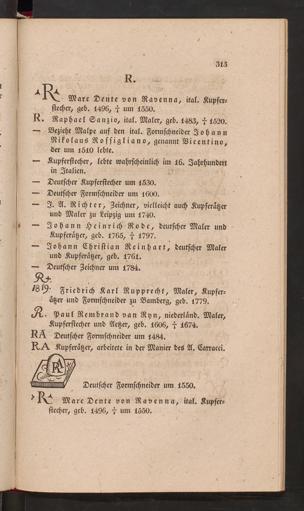 313
R.
R Marc Dente von Ravenna, ital. Kupfer-
stecher, geb. 1496, † um 1550.
R. Raphael Sanzio, ital. Maler, geb. 1483, † 1520.
— Bezieht Malpe auf den ital. Formschneider Johann
Nikolaus Rossigliano, genannt Vicentino,
der um 1510 lebte.
— Kupferstecher, lebte wahrscheinlich im 16. Jahrhundert
in Italien.
— Deutscher Kupferstecher um 1530.
— Deutscher Formschneider um 1600.
— J. A. Richter, Zeichner, vielleicht auch Kupferätzer
und Maler zu Leipzig um 1740.
— Johann Heinrich Rode, deutscher Maler und
Kupferätzer, geb. 1765, † 1797.
— Johann Christian Reinhart, deutscher Maler
und Kupferätzer, geb. 1761.
— Deutscher Zeichner um 1784.
R+
1819. Friedrich Karl Rupprecht, Maler, Kupfer-
ätzer und Formschneider zu Bamberg, geb. 1779.
R. Paul Rembrand van Ryn, niederländ. Maler,
Kupferstecher und Aetzer, geb. 1606, † 1674.
RA Deutscher Formschneider um 1484.
R.A Kupferätzer, arbeitete in der Manier des A. Carracci.
RA
Deutscher Formschneider um 1550.
R Marc Dente von Ravenna, ital. Kupfer-
stecher, geb. 1496, † um 1550.